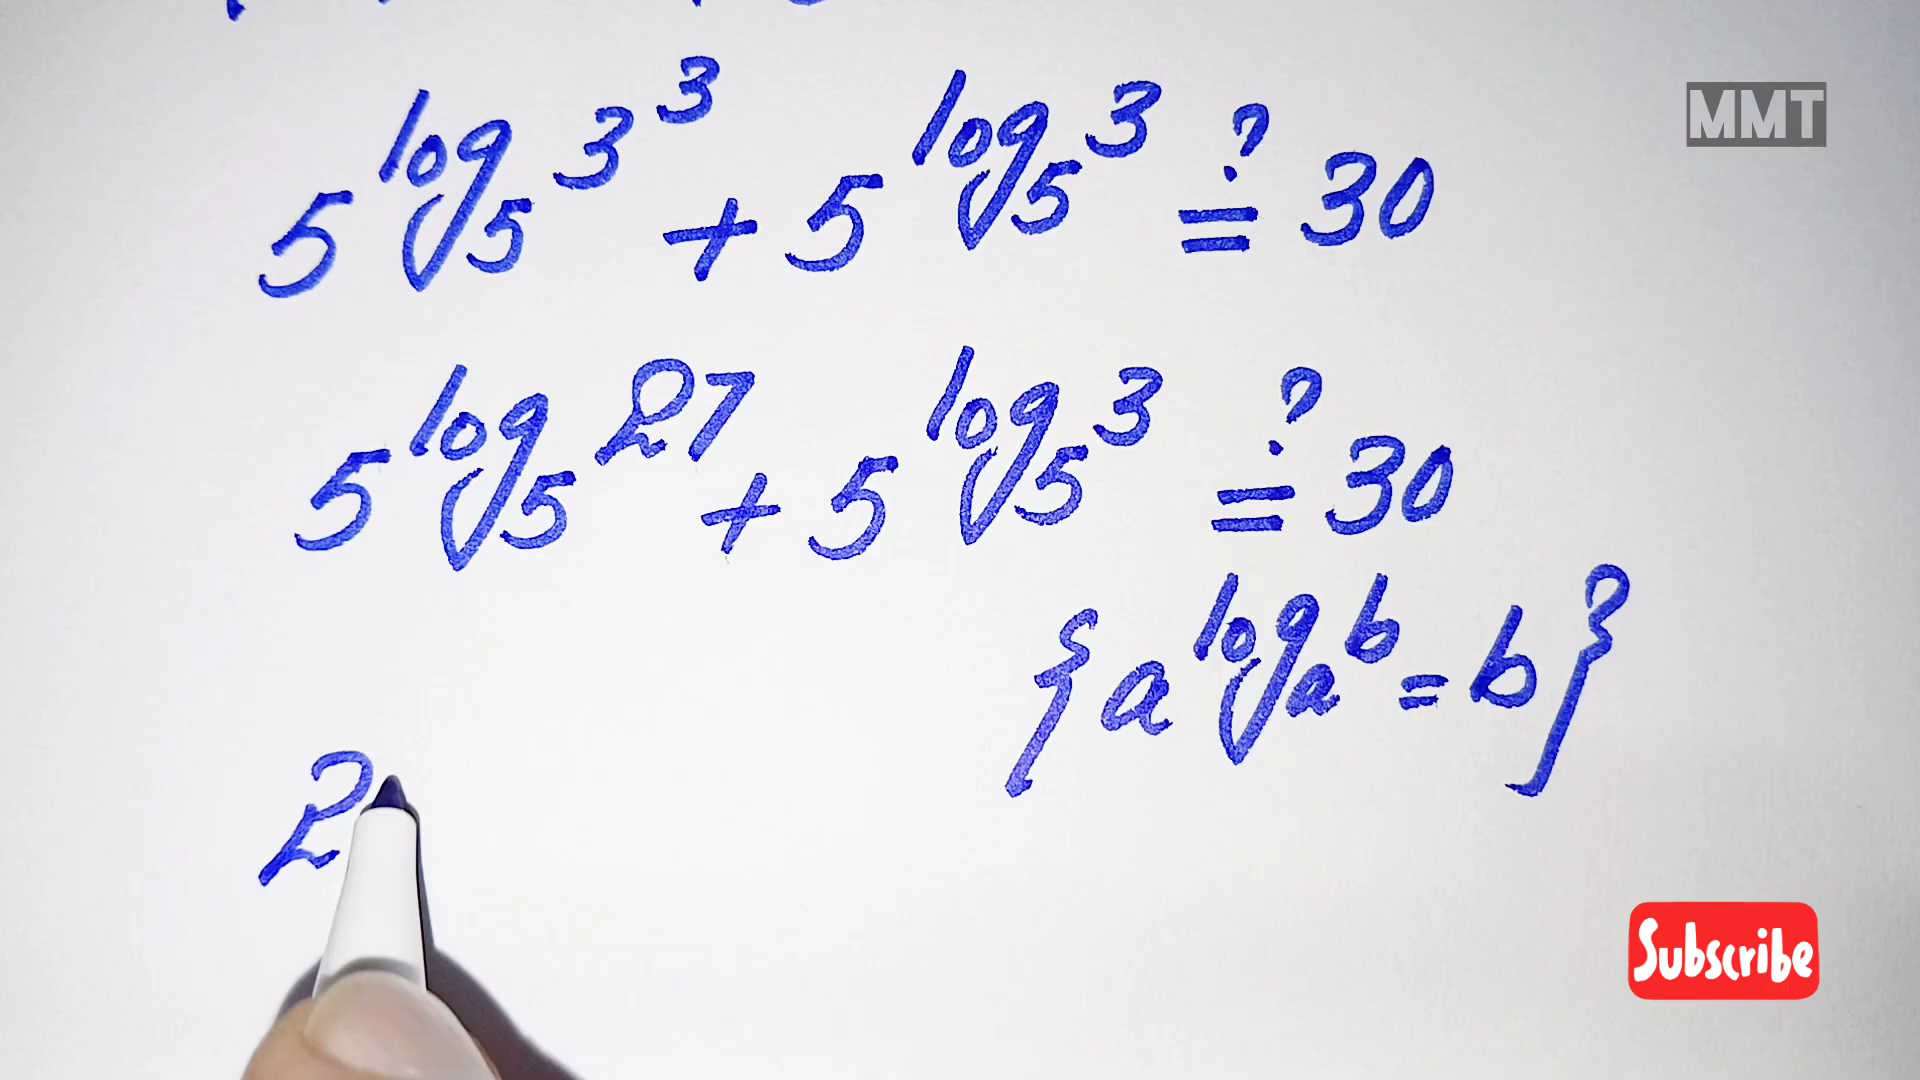 MMT
5^{log_5 3^3} + 5^{log_5 3} ?= 30
5^{log_5 27} + 5^{log_5 3} ?= 30
{a^{log_a b} = b}
2
Subscribe